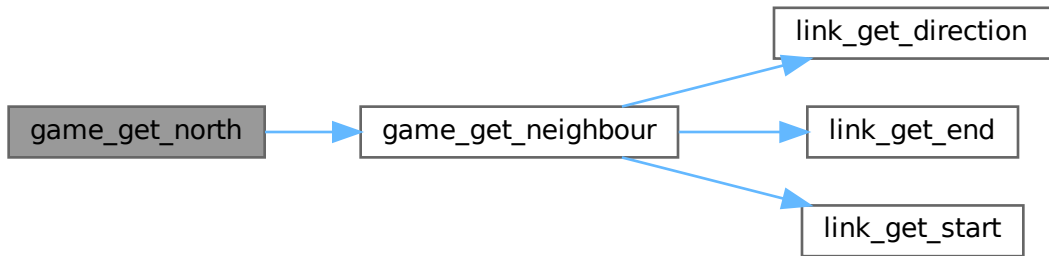 link_get_direction
game_get_north
game_get_neighbour
link_get_end
link_get_start